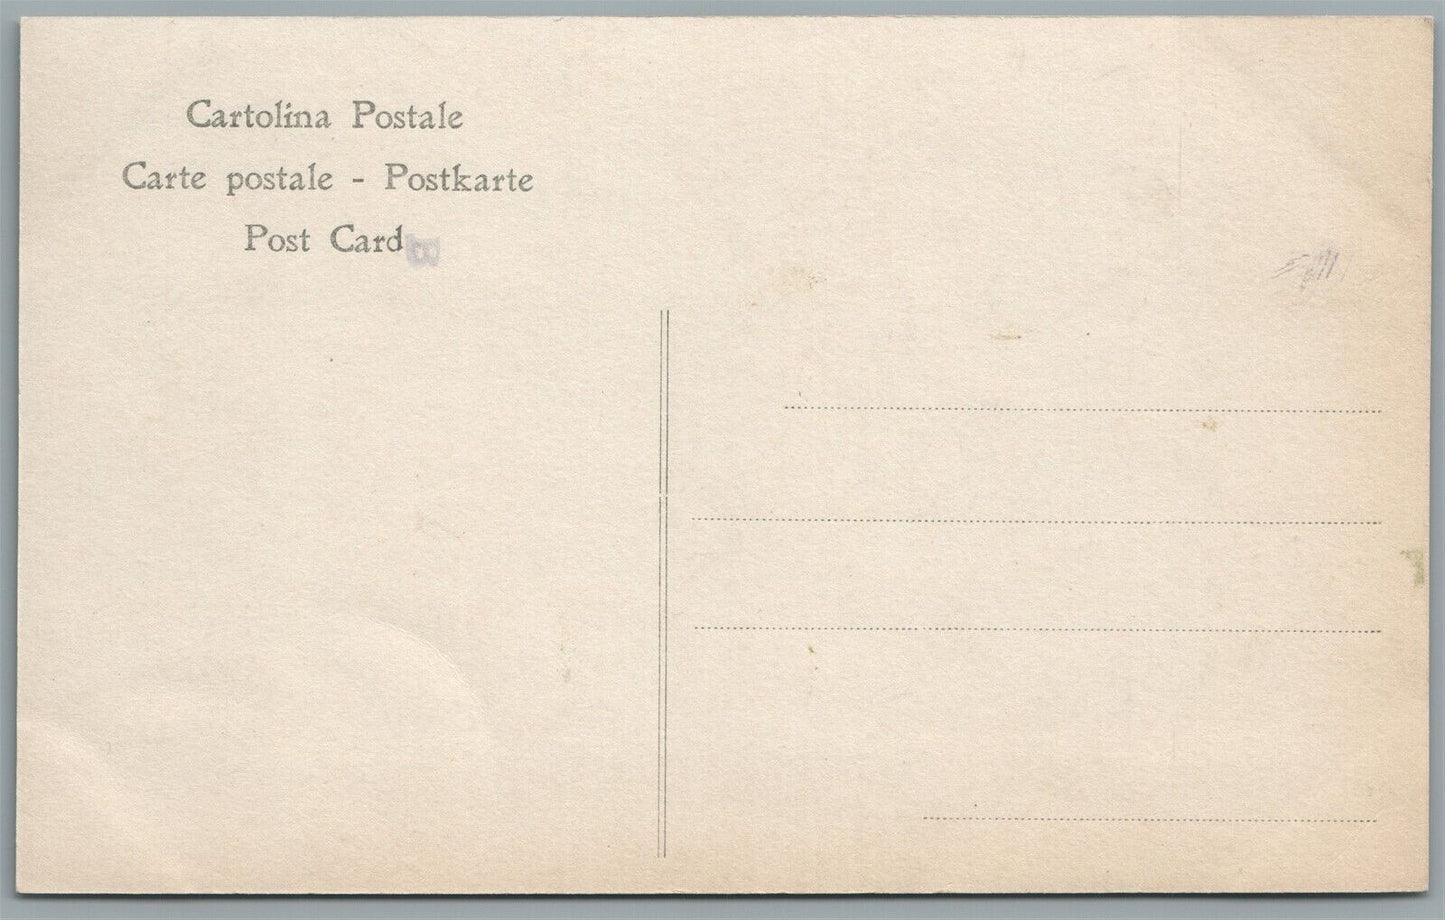 Cartolina Postale
Carte postale - Postkarte
Post Card